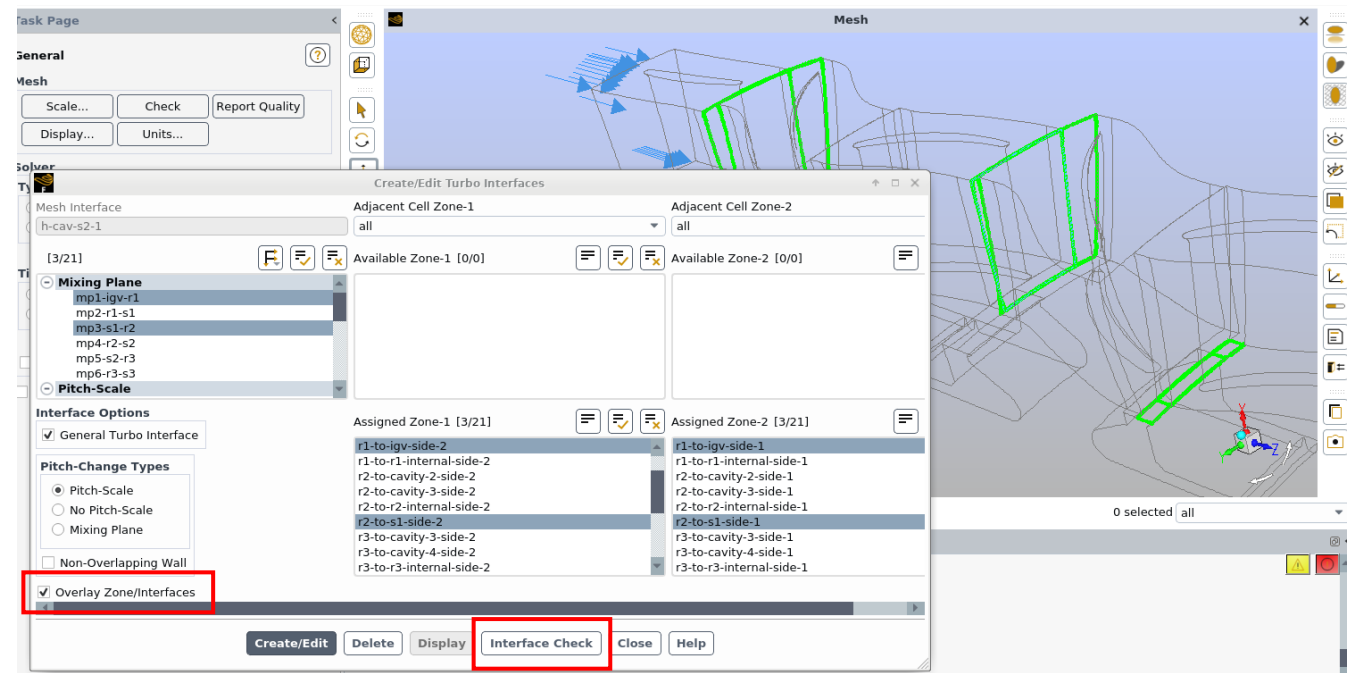 Task Page
<
Mesh
General
Mesh
Scale...
Check
Report Quality
Display...
Units...
Solver
Create/Edit Turbo Interfaces
Mesh Interface
h-cav-s2-1
Adjacent Cell Zone-1
all
Adjacent Cell Zone-2
all
[3/21]
Available Zone-1 [0/0]
Available Zone-2 [0/0]
Mixing Plane
mp1-igv-r1
mp2-r1-s1
mp3-s1-r2
mp4-r2-s2
mp5-s2-r3
mp6-r3-s3
Pitch-Scale
Interface Options
General Turbo Interface
Pitch-Change Types
Pitch-Scale
No Pitch-Scale
Mixing Plane
Non-Overlapping Wall
Overlay Zone/Interfaces
Assigned Zone-1 [3/21]
r1-to-igv-side-2
r1-to-r1-internal-side-2
r2-to-cavity-2-side-2
r2-to-cavity-3-side-2
r2-to-r2-internal-side-2
r2-to-s1-side-2
r3-to-cavity-3-side-2
r3-to-cavity-4-side-2
r3-to-r3-internal-side-2
Assigned Zone-2 [3/21]
r1-to-igv-side-1
r1-to-r1-internal-side-1
r2-to-cavity-2-side-1
r2-to-cavity-3-side-1
r2-to-r2-internal-side-1
r2-to-s1-side-1
r3-to-cavity-3-side-1
r3-to-cavity-4-side-1
r3-to-r3-internal-side-1
Create/Edit
Delete
Display
Interface Check
Close
Help
Y
Z
0 selected
all